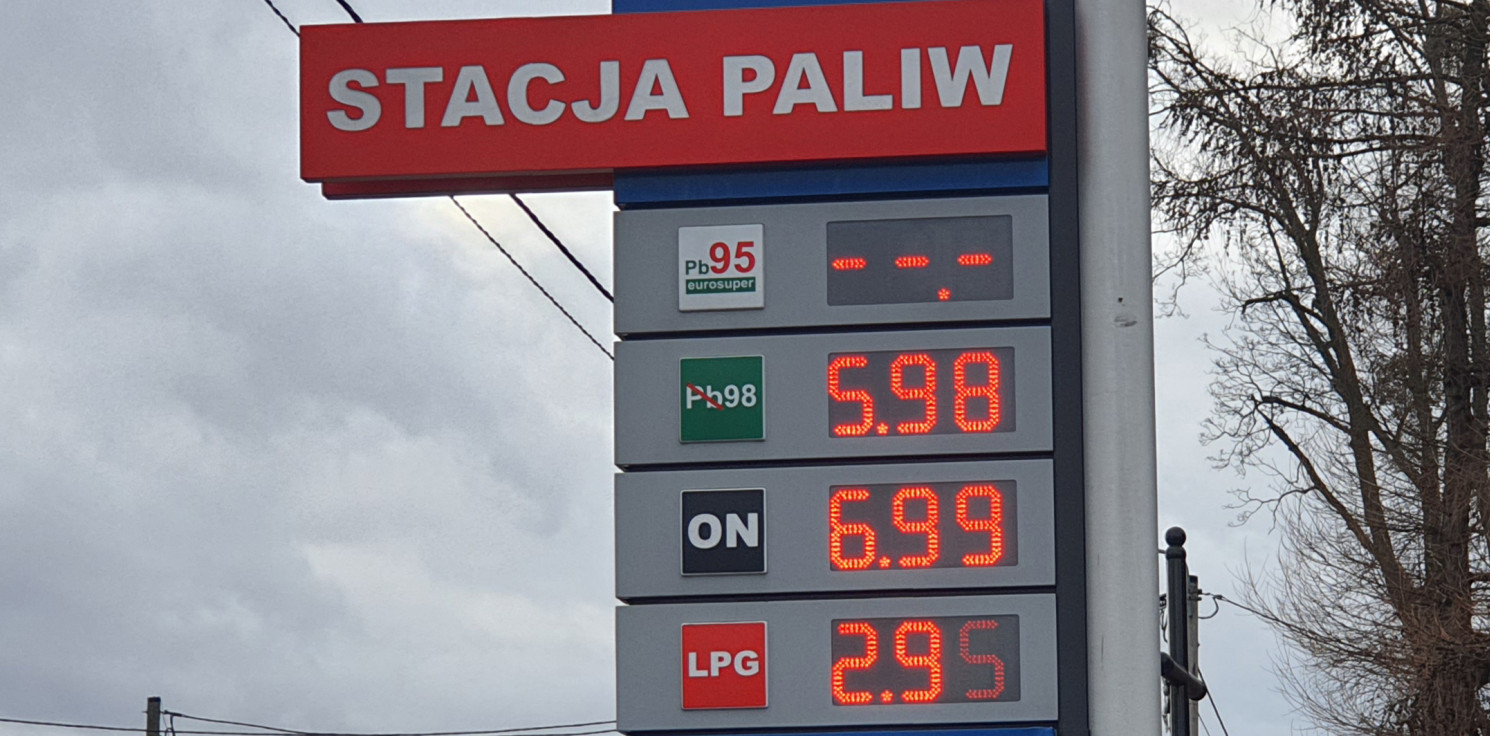 STACJA PALIW
Pb95
eurosuper
--.-
Pb98
5.98
ON
6.99
LPG
2.95